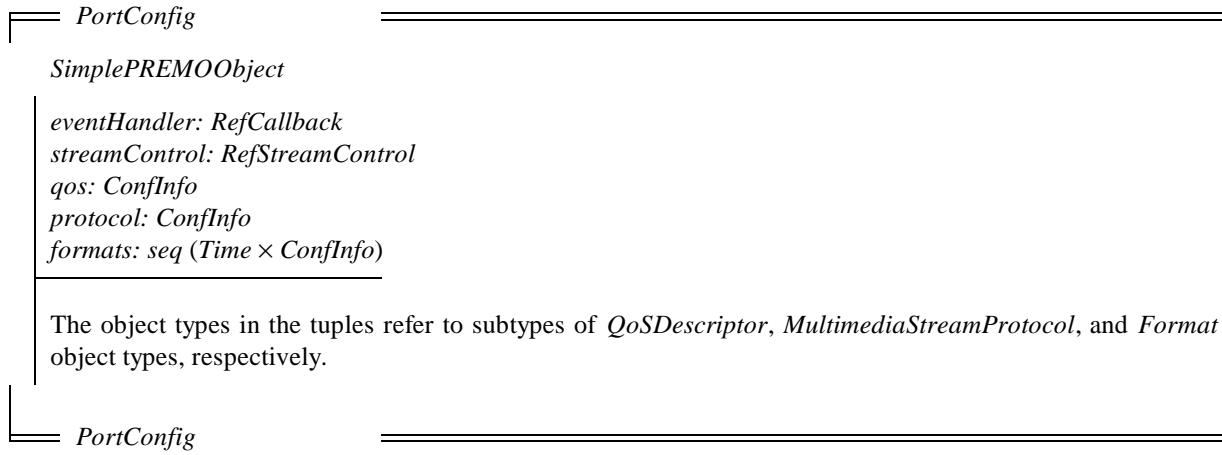 PortConfig
SimplePREMOObject
eventHandler: RefCallback
streamControl: RefStreamControl
qos: ConfInfo
protocol: ConfInfo
formats: seq (Time × ConfInfo)
The object types in the tuples refer to subtypes of QoSDescriptor, MultimediaStreamProtocol, and Format
object types, respectively.
PortConfig